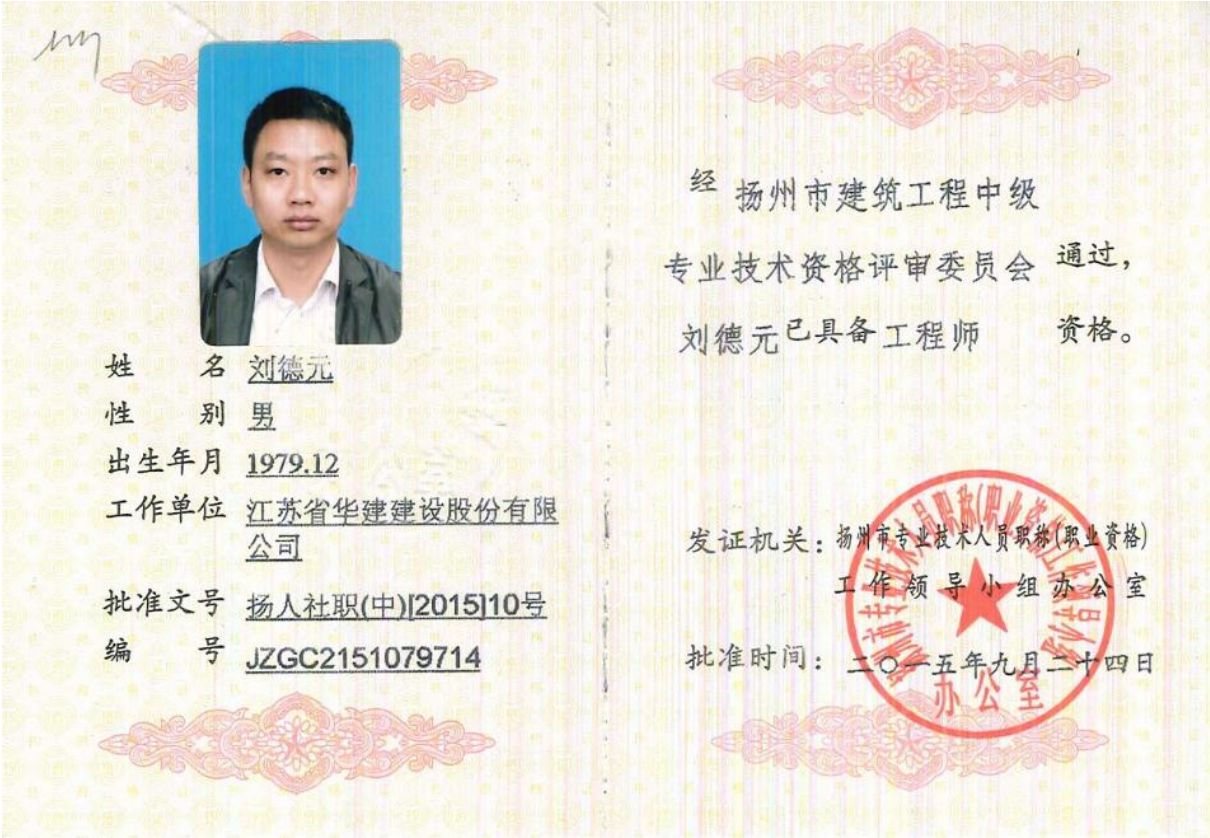 姓名 刘德元
性别 男
出生年月 1979.12
工作单位 江苏省华建建设股份有限
公司
批准文号 扬人社职(中)[2015]10号
编号 JZGC2151079714
经 扬州市建筑工程中级
专业技术资格评审委员会 通过，
刘德元已具备工程师 资格。
发证机关：扬州市专业技术人员职称(职业资格)
工作领导小组办公室
批准时间：二〇一五年九月二十四日
办公室